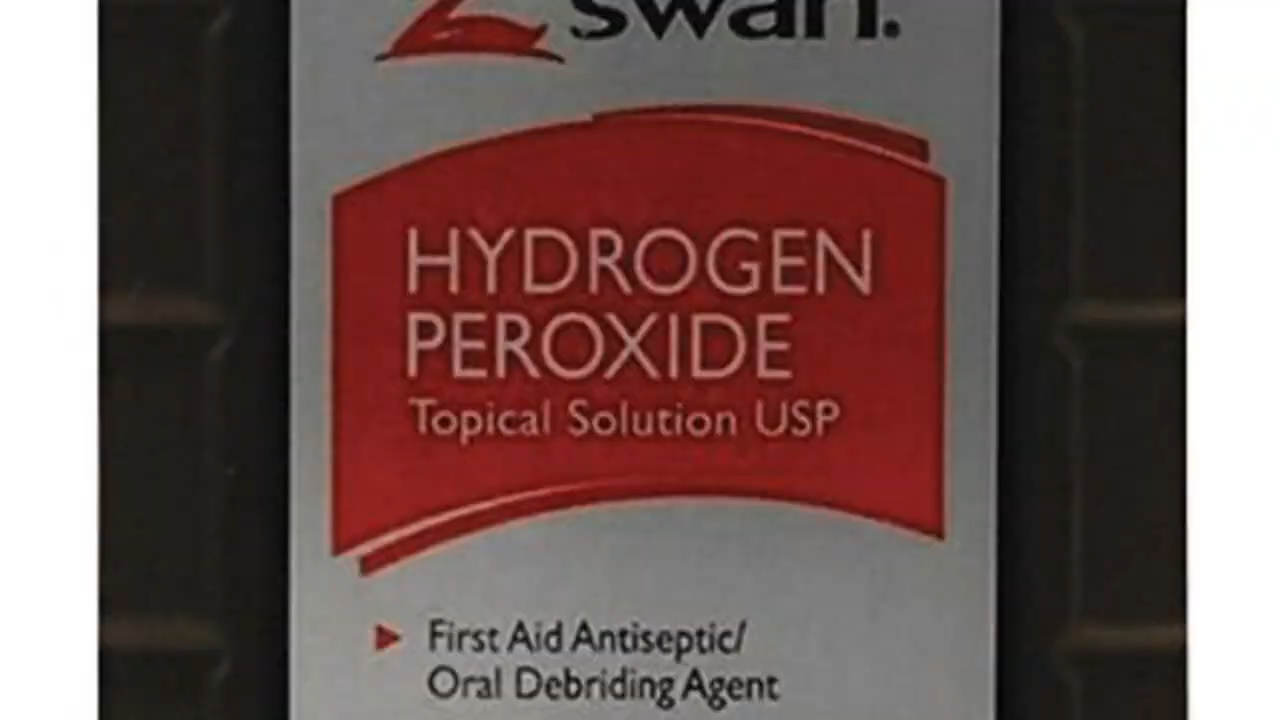 swan.
HYDROGEN
PEROXIDE
Topical Solution USP
First Aid Antiseptic/
Oral Debriding Agent